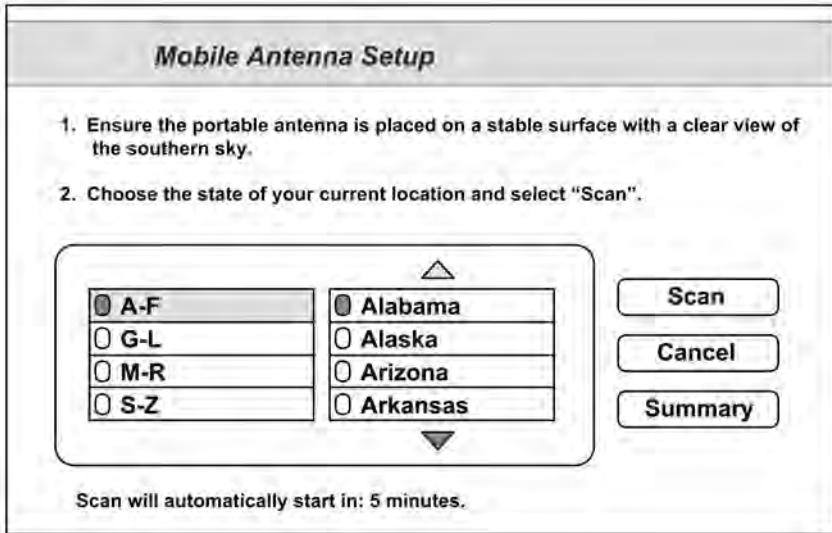 Mobile Antenna Setup
1. Ensure the portable antenna is placed on a stable surface with a clear view of
the southern sky.
2. Choose the state of your current location and select “Scan”.
A-F
G-L
M-R
S-Z
Alabama
Alaska
Arizona
Arkansas
Scan
Cancel
Summary
Scan will automatically start in: 5 minutes.